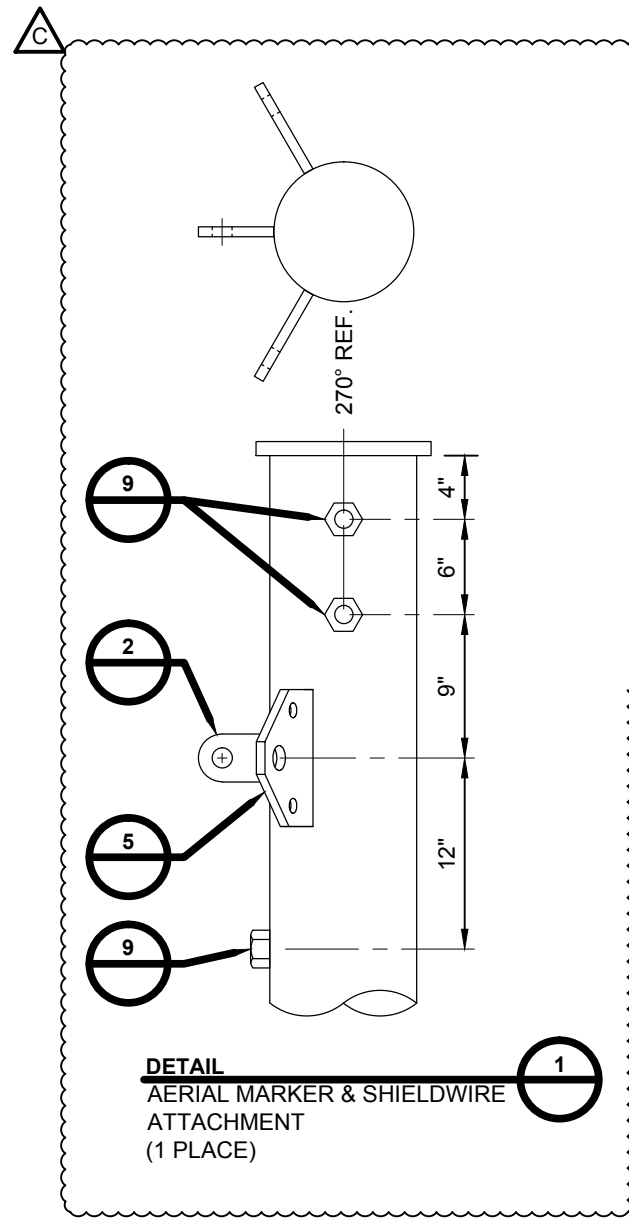 C
270° REF.
9
4"
6"
2
9"
5
12"
9
DETAIL
1
AERIAL MARKER & SHIELDWIRE
ATTACHMENT
(1 PLACE)